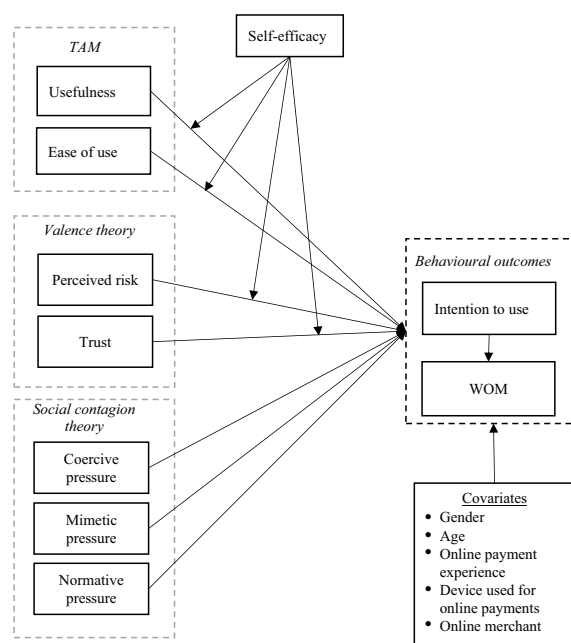 Self-efficacy
TAM
Usefulness
Ease of use
Valence theory
Perceived risk
Trust
Social contagion
theory
Coercive
pressure
Mimetic
pressure
Normative
pressure
Behavioural outcomes
Intention to use
WOM
Covariates
• Gender
• Age
• Online payment
experience
• Device used for
online payments
• Online merchant